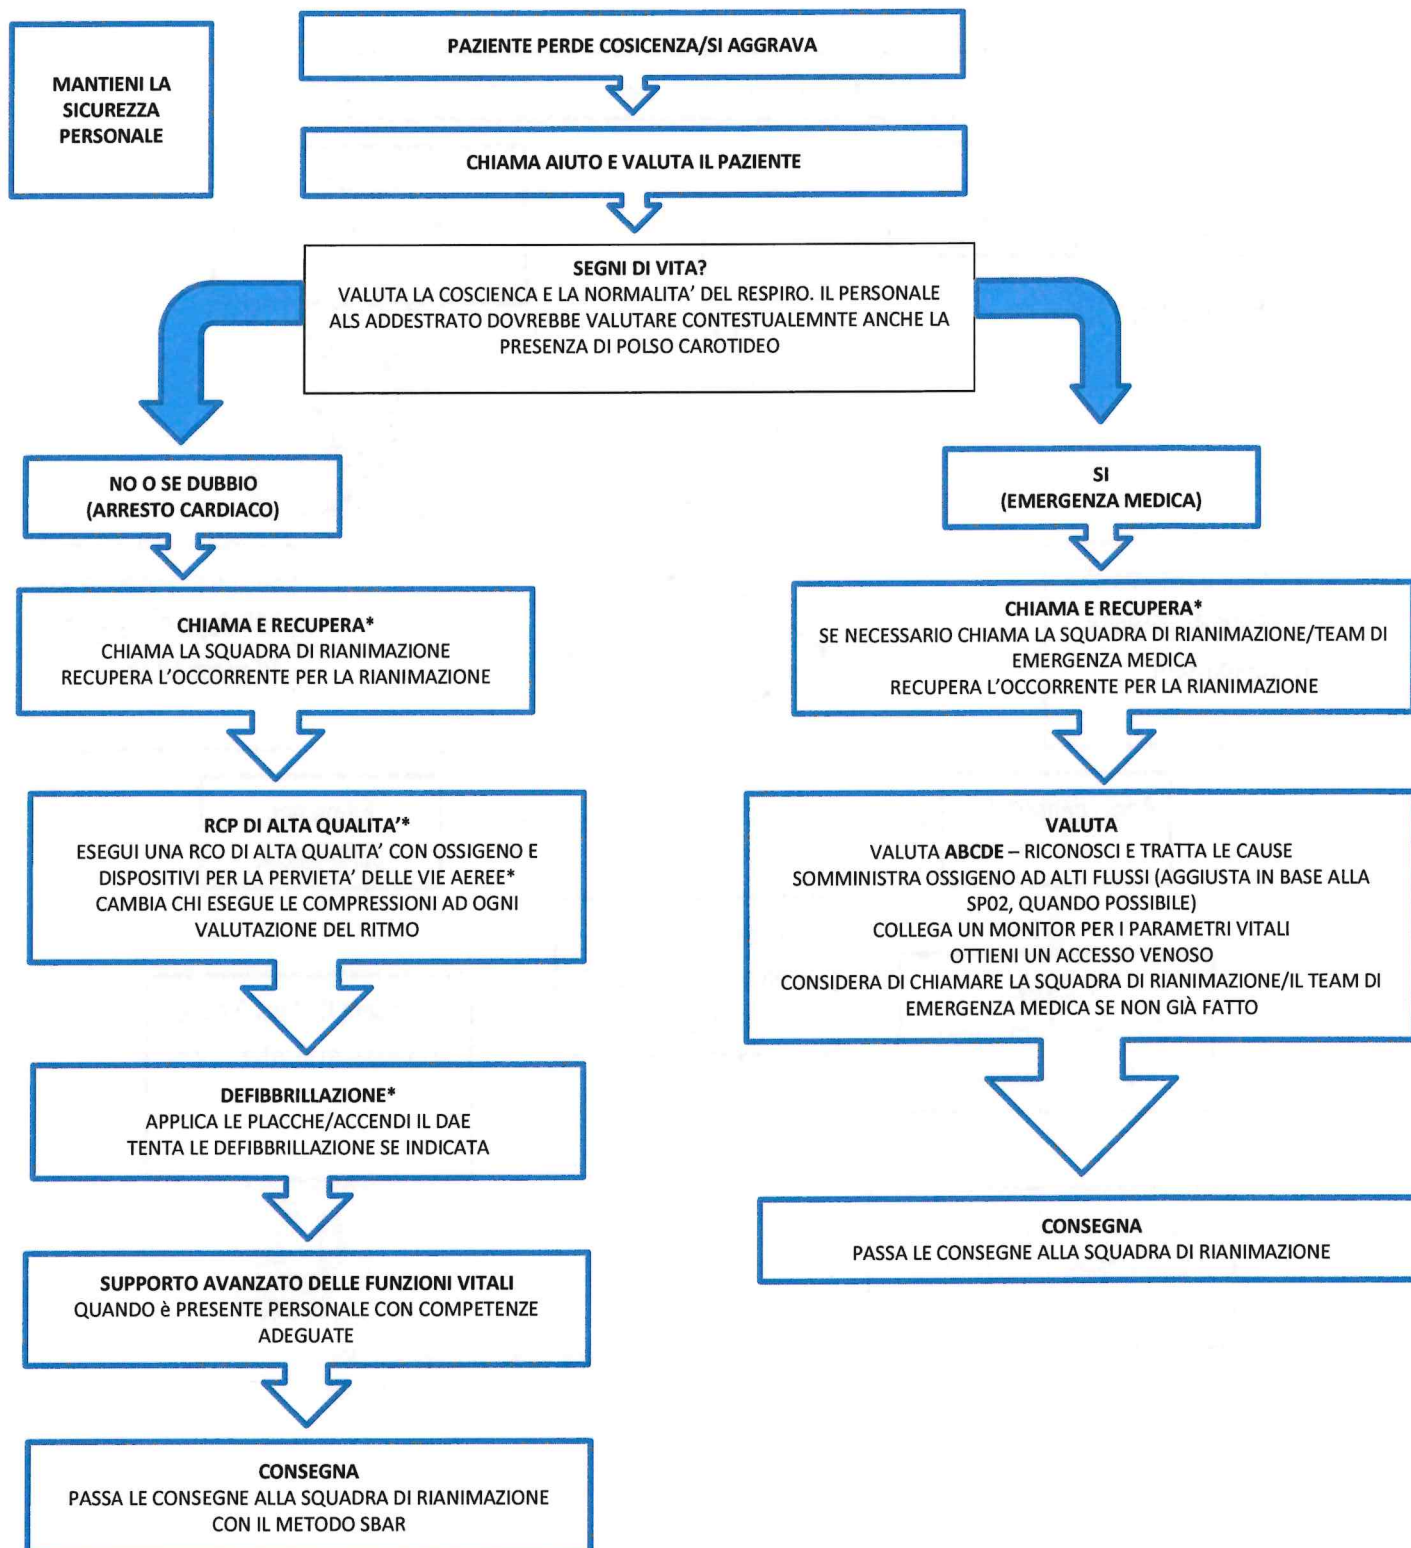 MANTIENI LA
SICUREZZA
PERSONALE
PAZIENTE PERDE COSICENZA/SI AGGRAVA
CHIAMA AIUTO E VALUTA IL PAZIENTE
SEGNI DI VITA?
VALUTA LA COSCIENCA E LA NORMALITA’ DEL RESPIRO. IL PERSONALE
ALS ADDESTRATO DOVREBBE VALUTARE CONTESTUALEMNTE ANCHE LA
PRESENZA DI POLSO CAROTIDEO
NO O SE DUBBIO
(ARRESTO CARDIACO)
CHIAMA E RECUPERA*
CHIAMA LA SQUADRA DI RIANIMAZIONE
RECUPERA L’OCCORRENTE PER LA RIANIMAZIONE
RCP DI ALTA QUALITA’*
ESEGUI UNA RCO DI ALTA QUALITA’ CON OSSIGENO E
DISPOSITIVI PER LA PERVIETA’ DELLE VIE AEREE*
CAMBIA CHI ESEGUE LE COMPRESSIONI AD OGNI
VALUTAZIONE DEL RITMO
DEFIBBRILLAZIONE*
APPLICA LE PLACCHE/ACCENDI IL DAE
TENTA LE DEFIBBRILLAZIONE SE INDICATA
SUPPORTO AVANZATO DELLE FUNZIONI VITALI
QUANDO è PRESENTE PERSONALE CON COMPETENZE
ADEGUATE
CONSEGNA
PASSA LE CONSEGNE ALLA SQUADRA DI RIANIMAZIONE
CON IL METODO SBAR
SI
(EMERGENZA MEDICA)
CHIAMA E RECUPERA*
SE NECESSARIO CHIAMA LA SQUADRA DI RIANIMAZIONE/TEAM DI
EMERGENZA MEDICA
RECUPERA L’OCCORRENTE PER LA RIANIMAZIONE
VALUTA
VALUTA ABCDE – RICONOSCI E TRATTA LE CAUSE
SOMMINISTRA OSSIGENO AD ALTI FLUSSI (AGGIUSTA IN BASE ALLA
SP02, QUANDO POSSIBILE)
COLLEGA UN MONITOR PER I PARAMETRI VITALI
OTTIENI UN ACCESSO VENOSO
CONSIDERA DI CHIAMARE LA SQUADRA DI RIANIMAZIONE/IL TEAM DI
EMERGENZA MEDICA SE NON GIÀ FATTO
CONSEGNA
PASSA LE CONSEGNE ALLA SQUADRA DI RIANIMAZIONE